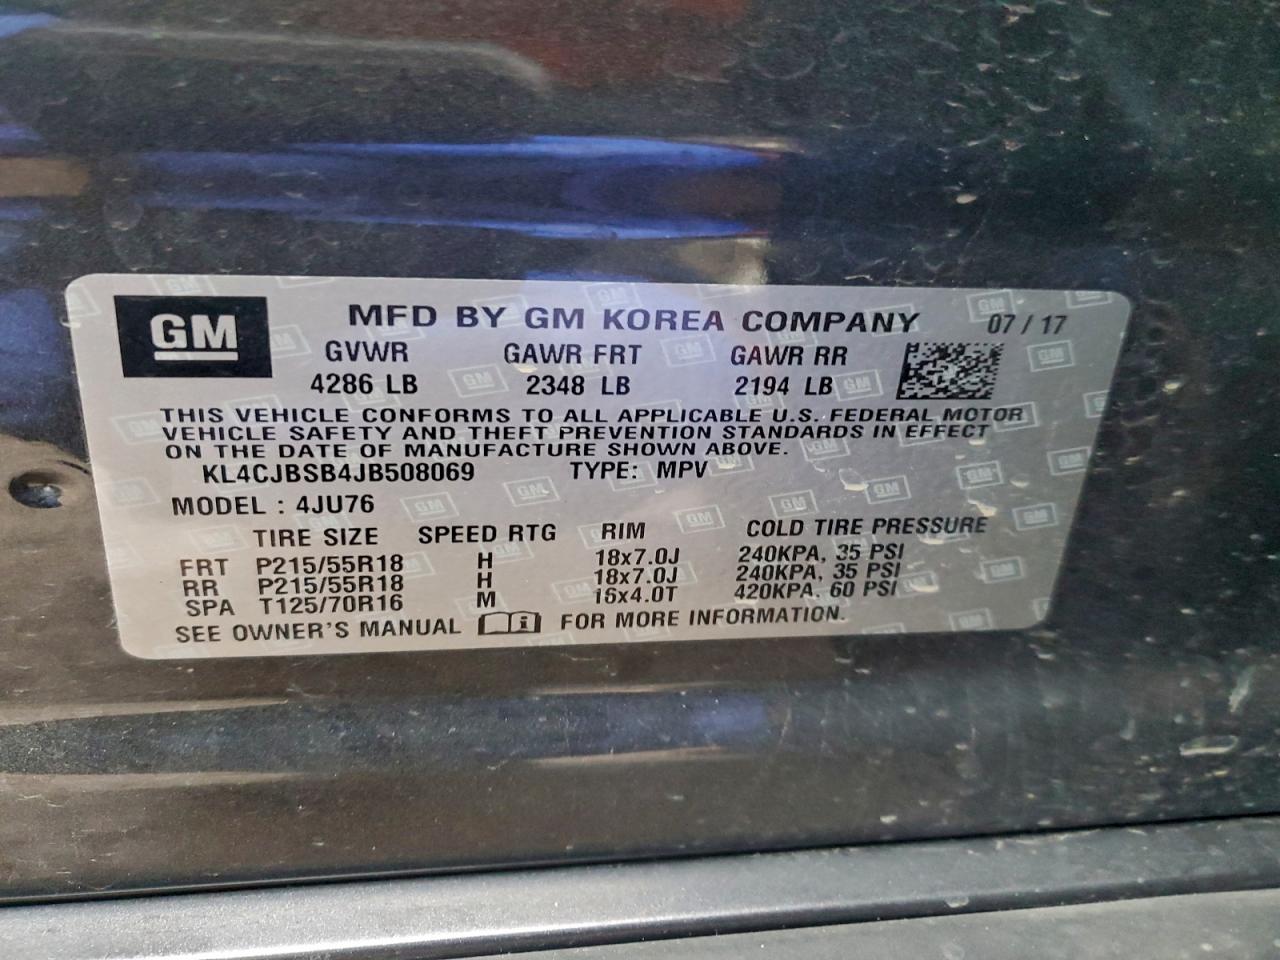 GM
MFD BY GM KOREA COMPANY 07/17
GVWR GAWR FRT GAWR RR
4286 LB 2348 LB 2194 LB
THIS VEHICLE CONFORMS TO ALL APPLICABLE U.S. FEDERAL MOTOR
VEHICLE SAFETY AND THEFT PREVENTION STANDARDS IN EFFECT
ON THE DATE OF MANUFACTURE SHOWN ABOVE.
KL4CJBSB4JB508069 TYPE: MPV
MODEL : 4JU76
TIRE SIZE SPEED RTG RIM COLD TIRE PRESSURE
FRT P215/55R18 H 18x7.0J 240KPA, 35 PSI
RR P215/55R18 H 18x7.0J 240KPA, 35 PSI
SPA T125/70R16 M 16x4.0T 420KPA, 60 PSI
SEE OWNER'S MANUAL FOR MORE INFORMATION.